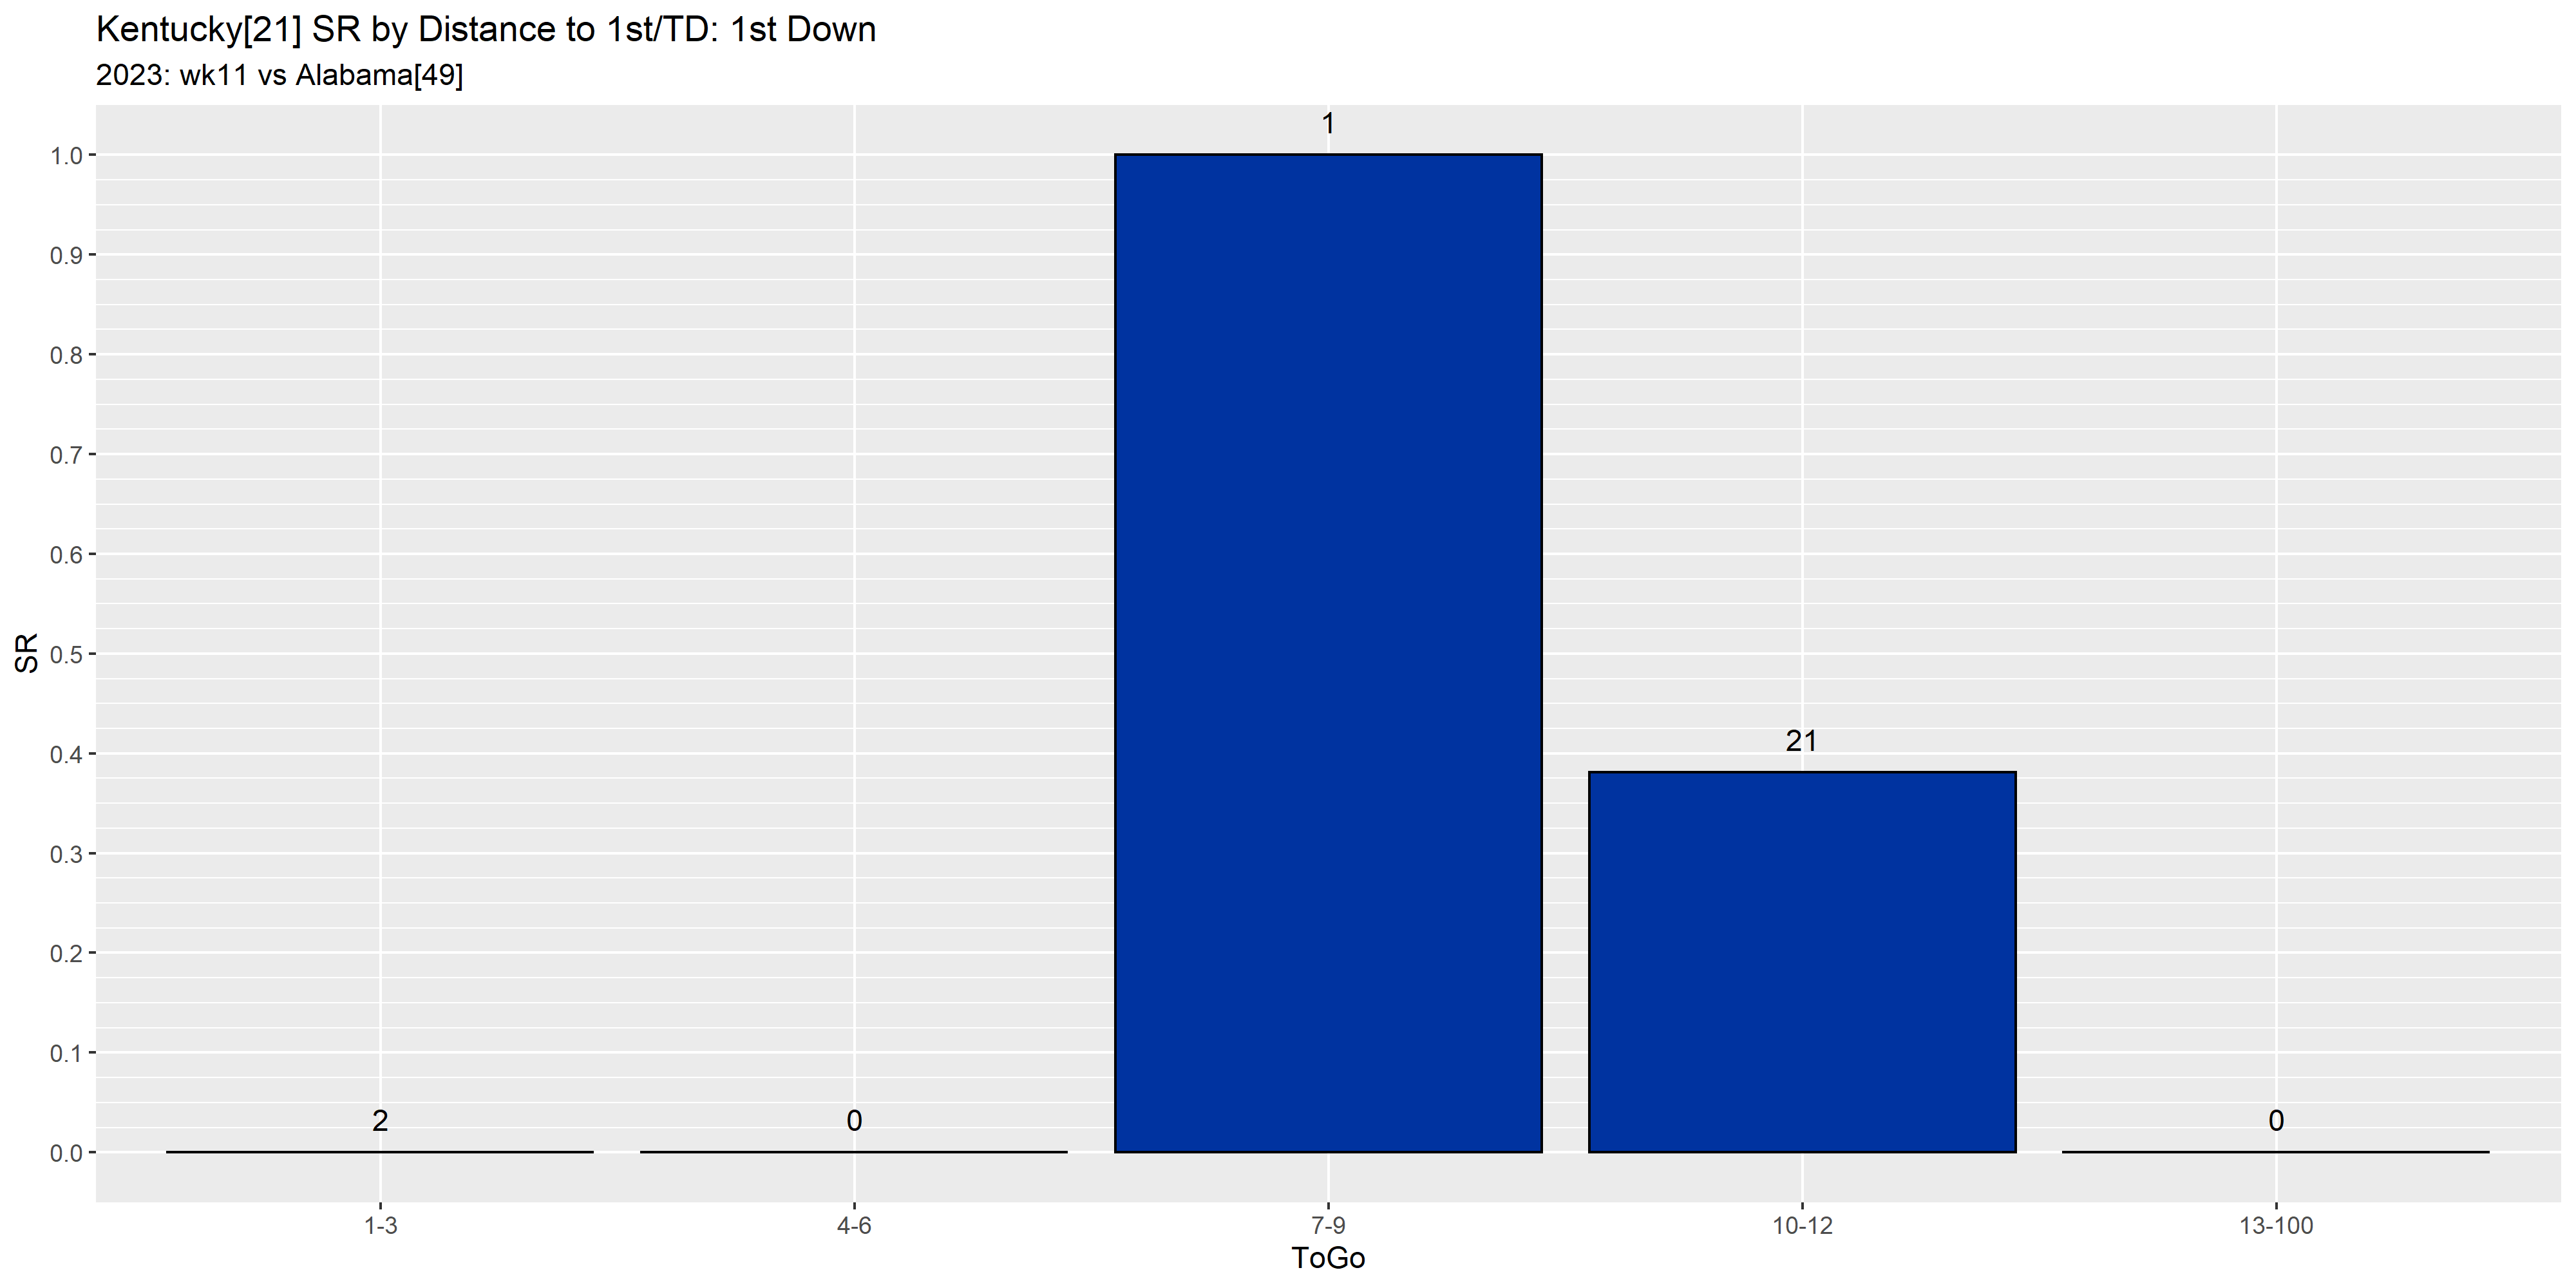 Kentucky[21] SR by Distance to 1st/TD: 1st Down
2023: wk11 vs Alabama[49]
1
1.0
0.9
0.8
0.7
0.6
SR
0.5
21
0.4
0.3
0.2
0.1
2 0 0
0.0
1-3 4-6 7-9 10-12 13-100
ToGo